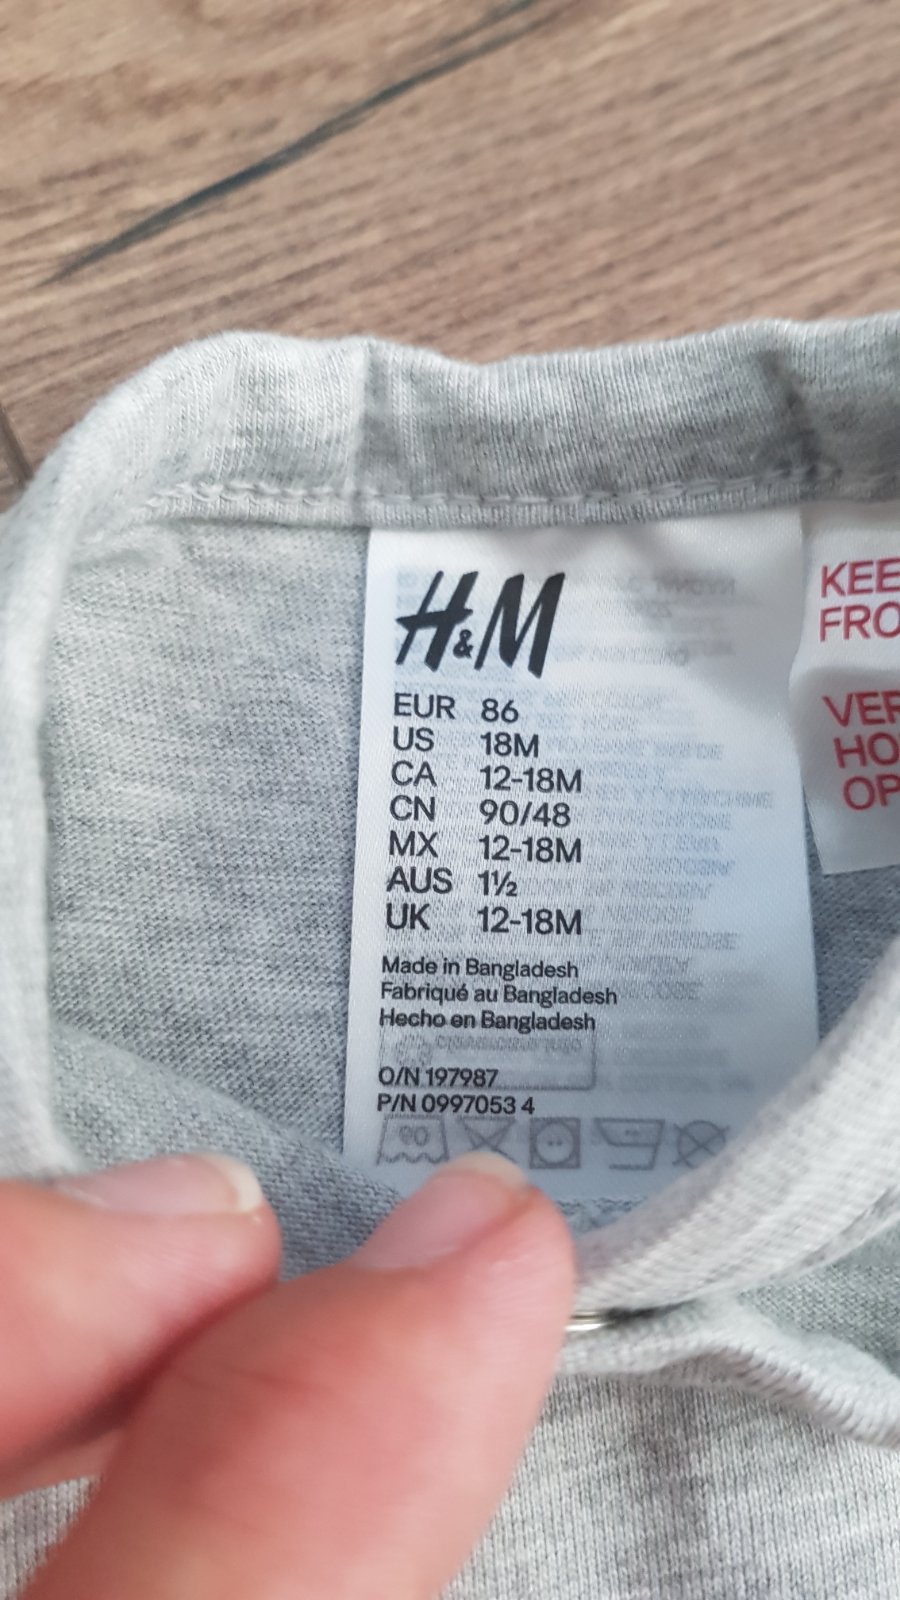 H&M
EUR 86
US 18M
CA 12-18M
CN 90/48
MX 12-18M
AUS 1½
UK 12-18M
Made in Bangladesh
Fabriqué au Bangladesh
Hecho en Bangladesh
O/N 197987
P/N 0997053 4
KEE
FRO
VER
HO
OP